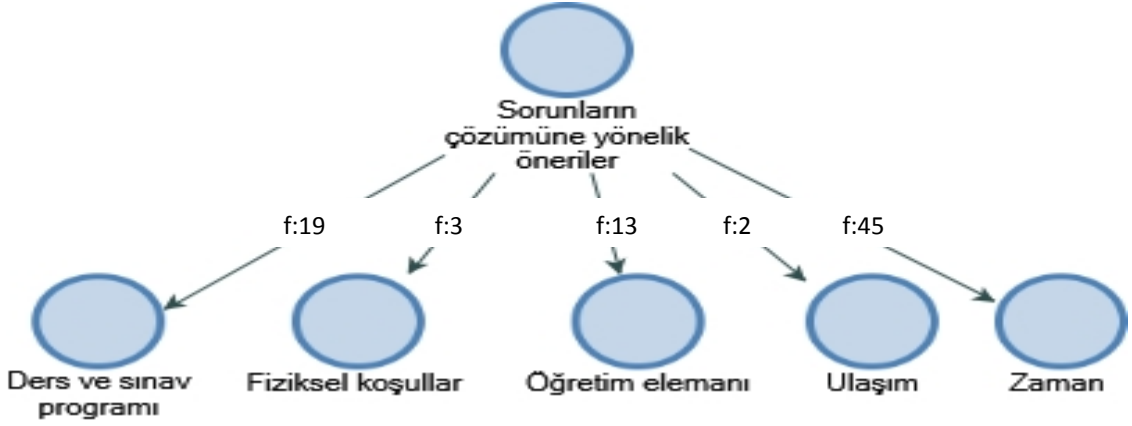 Sorunların
çözümüne yönelik
öneriler
f:19 f:3 f:13 f:2 f:45
Ders ve sınav
programı
Fiziksel koşullar
Öğretim elemanı
Ulaşım
Zaman